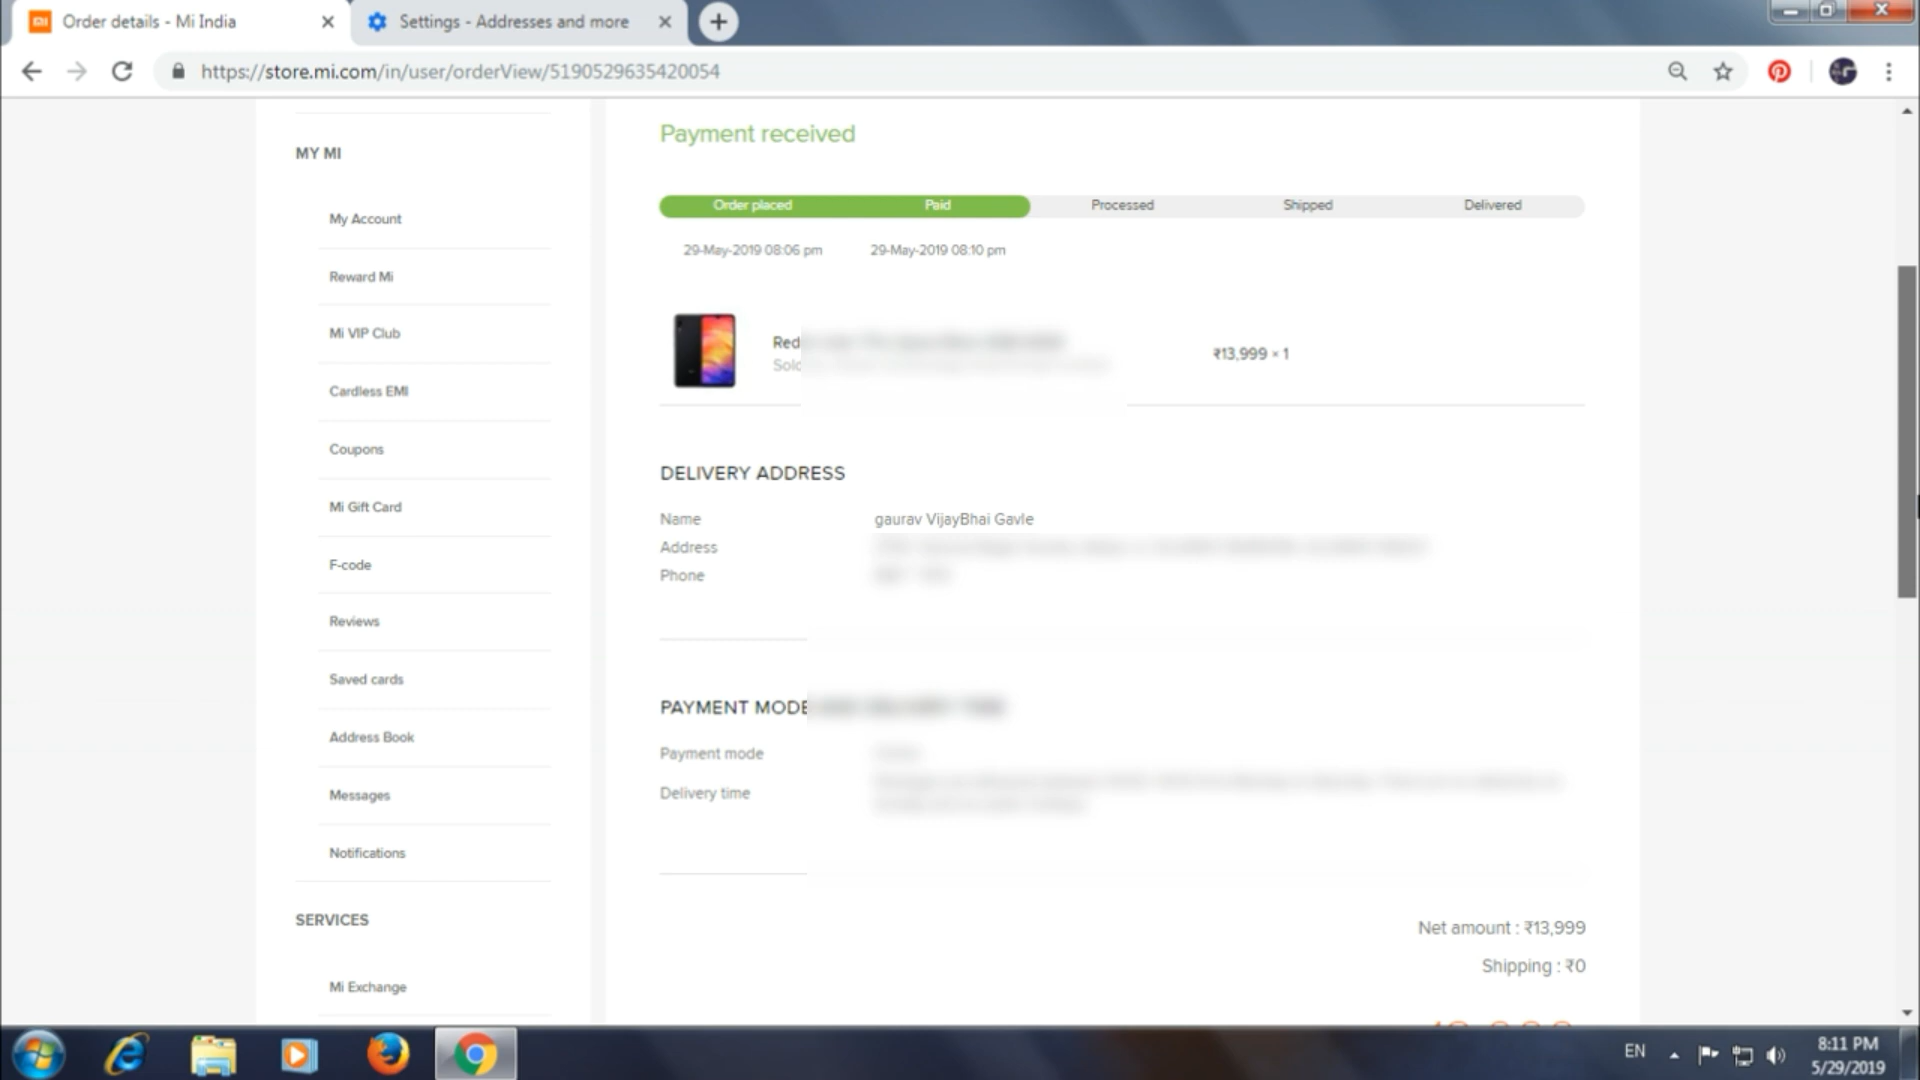 Order details - Mi India
Settings - Addresses and more
https://store.mi.com/in/user/orderView/5190529635420054
MY MI
My Account
Reward Mi
Mi VIP Club
Cardless EMI
Coupons
Mi Gift Card
F-code
Reviews
Saved cards
Address Book
Messages
Notifications
SERVICES
Mi Exchange
Payment received
Order placed Paid Processed Shipped Delivered
29-May-2019 08:06 pm 29-May-2019 08:10 pm
₹13,999 × 1
DELIVERY ADDRESS
Name gaurav VijayBhai Gavle
Address
Phone
PAYMENT MODE
Payment mode
Delivery time
Net amount : ₹13,999
Shipping : ₹0
EN
8:11 PM
5/29/2019